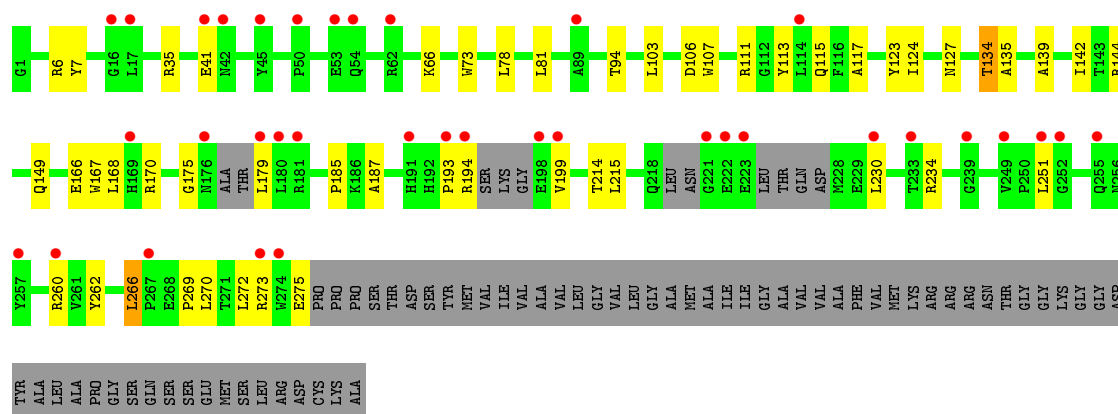 G1 R6 Y7 G16 L17 R35 E41 N42 Y45 P50 E53 Q54 R62 K66 W73 L78 L81 A89 T94 L103 D106 W107 R111 G112 Y113 L114 Q115 F116 A117 Y123 I124 N127 T134 A135 A139 I142 T143 R144
Q149 E166 W167 L168 H169 R170 G175 N176 ALA THR L179 L180 R181 P185 K186 A187 H191 H192 P193 R194 SER LYS GLY E198 V199 T214 L215 Q218 LEU ASN G221 E222 E223 LEU THR GLN ASP M228 E229 L230 T233 R234 G239 V249 P250 L251 G252 Q255 N256
Y257 R260 V261 Y262 L266 P267 E268 P269 L270 T271 L272 R273 W274 E275 PRO PRO PRO SER THR ASP SER TYR MET VAL ILE VAL ALA VAL LEU GLY VAL LEU GLY ALA MET ALA ILE ILE GLY ALA VAL VAL ALA PHE VAL MET LYS ARG ARG ARG ASN THR GLY GLY LYS GLY GLY ASP
TYR ALA LEU ALA PRO GLY SER GLN SER SER GLU MET SER LEU ARG ASP CYS LYS ALA